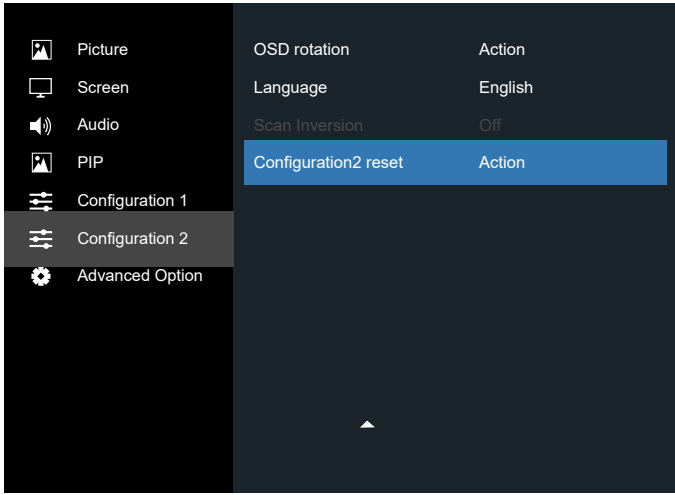 Picture
Screen
Audio
PIP
Configuration 1
Configuration 2
Advanced Option
OSD rotation Action
Language English
Scan Inversion Off
Configuration2 reset Action